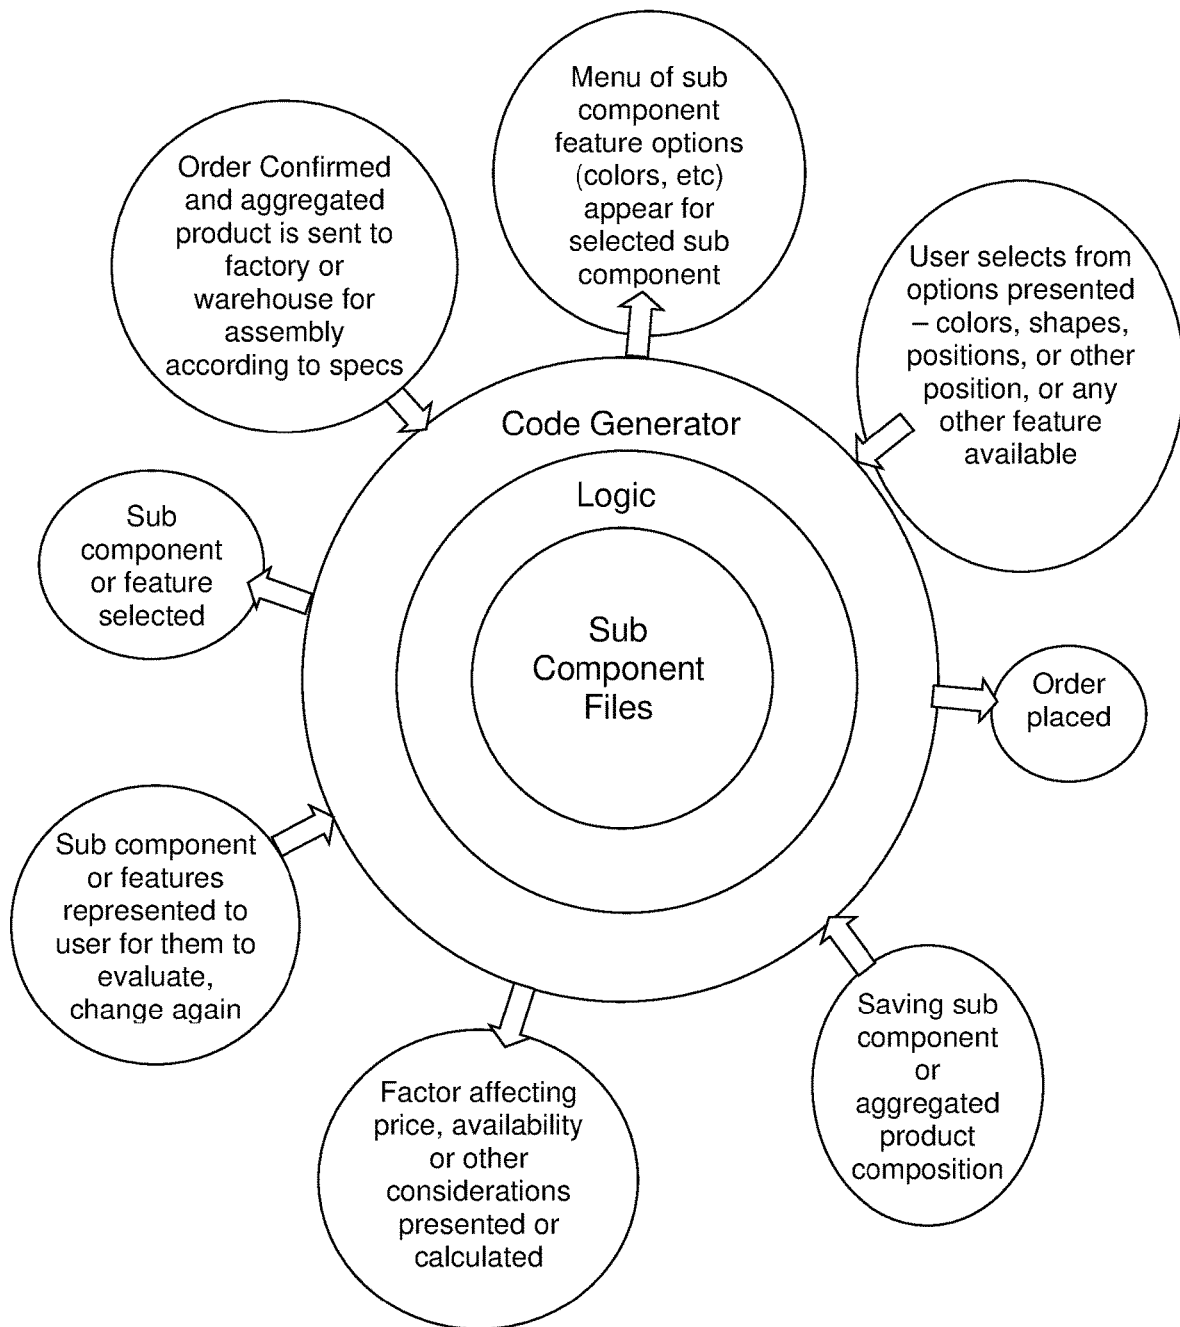 Menu of sub
component
feature options
(colors, etc)
appear for
selected sub
component
Order Confirmed
and aggregated
product is sent to
factory or
warehouse for
assembly
according to specs
User selects from
options presented
– colors, shapes,
positions, or other
position, or any
other feature
available
Code Generator
Logic
Sub
Component
Files
Sub
component
or feature
selected
Order
placed
Sub component
or features
represented to
user for them to
evaluate,
change again
Factor affecting
price, availability
or other
considerations
presented or
calculated
Saving sub
component
or
aggregated
product
composition